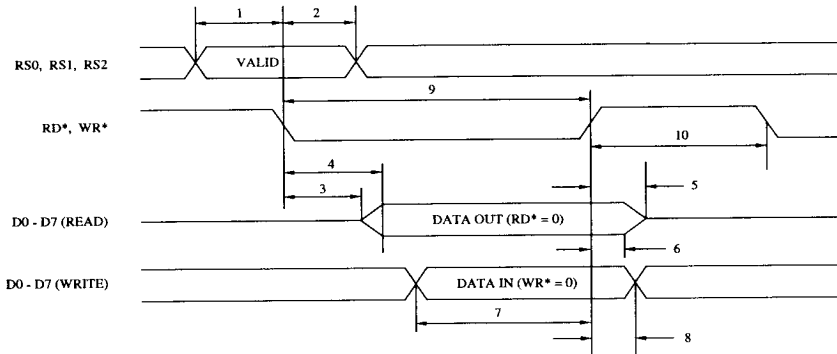 1 2
RS0, RS1, RS2 VALID
9
RD*, WR*
10
4
3 5
D0 - D7 (READ) DATA OUT (RD* = 0)
6
D0 - D7 (WRITE) DATA IN (WR* = 0)
7
8